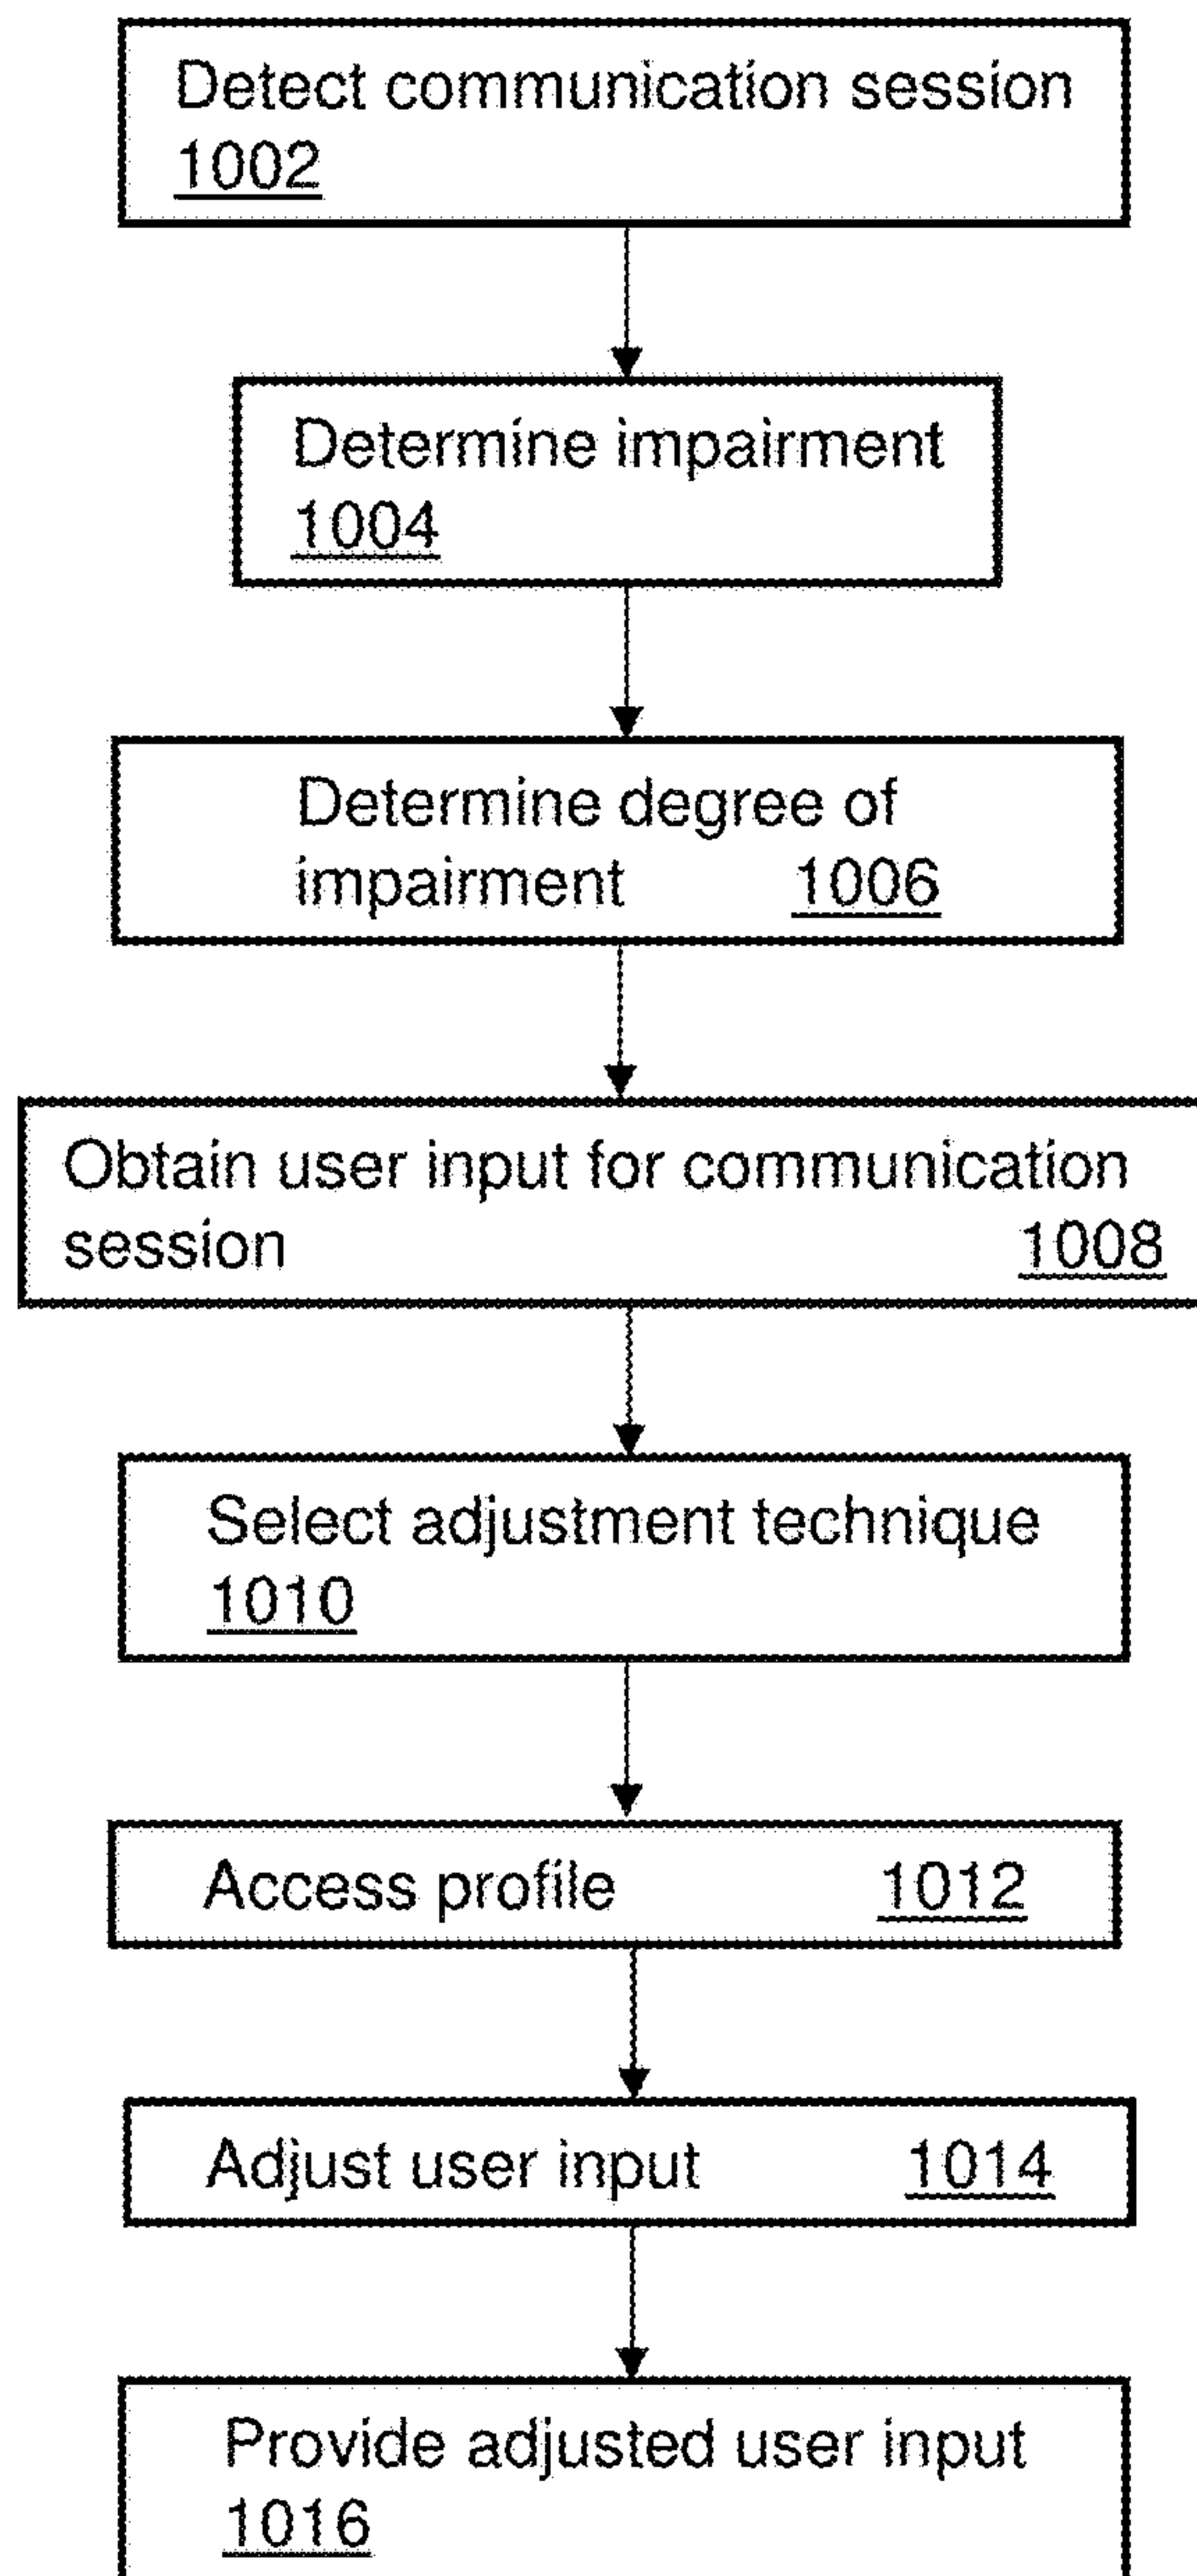 Detect communication session
1002
Determine impairment
1004
Determine degree of
impairment 1006
Obtain user input for communication
session 1008
Select adjustment technique
1010
Access profile 1012
Adjust user input 1014
Provide adjusted user input
1016